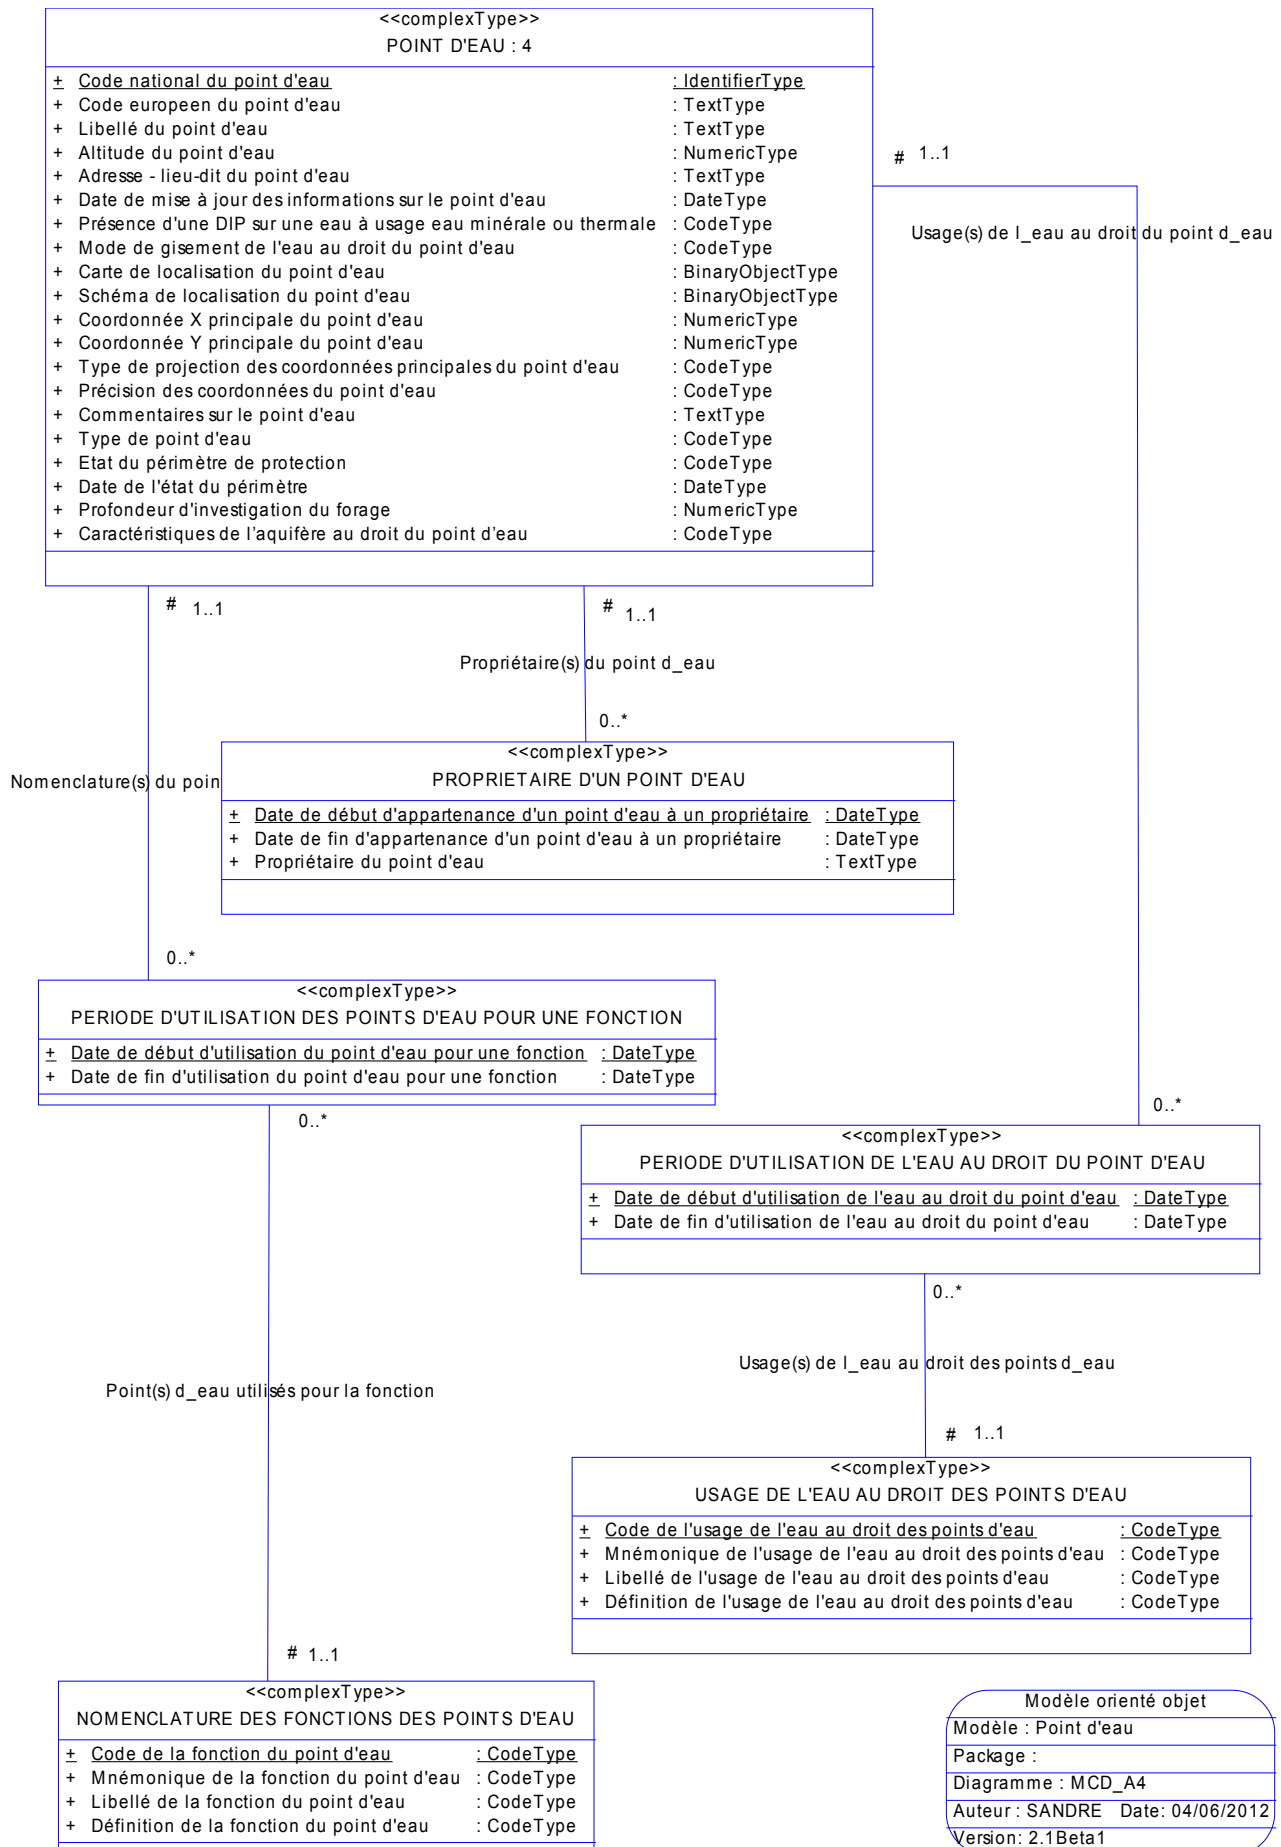 <<complexType>>
POINT D'EAU : 4
+ Code national du point d'eau : IdentifierType
+ Code europeen du point d'eau : TextType
+ Libellé du point d'eau : TextType
+ Altitude du point d'eau : NumericType
+ Adresse - lieu-dit du point d'eau : TextType
+ Date de mise à jour des informations sur le point d'eau : DateType
+ Présence d'une DIP sur une eau à usage eau minérale ou thermale : CodeType
+ Mode de gisement de l'eau au droit du point d'eau : CodeType
+ Carte de localisation du point d'eau : BinaryObjectType
+ Schéma de localisation du point d'eau : BinaryObjectType
+ Coordonnée X principale du point d'eau : NumericType
+ Coordonnée Y principale du point d'eau : NumericType
+ Type de projection des coordonnées principales du point d'eau : CodeType
+ Précision des coordonnées du point d'eau : CodeType
+ Commentaires sur le point d'eau : TextType
+ Type de point d'eau : CodeType
+ Etat du périmètre de protection : CodeType
+ Date de l'état du périmètre : DateType
+ Profondeur d'investigation du forage : NumericType
+ Caractéristiques de l’aquifère au droit du point d’eau : CodeType
# 1..1
Usage(s) de l_eau au droit du point d_eau
# 1..1
# 1..1
Propriétaire(s) du point d_eau
0..*
Nomenclature(s) du poin
<<complexType>>
PROPRIETAIRE D'UN POINT D'EAU
+ Date de début d'appartenance d'un point d'eau à un propriétaire : DateType
+ Date de fin d'appartenance d'un point d'eau à un propriétaire : DateType
+ Propriétaire du point d'eau : TextType
0..*
<<complexType>>
PERIODE D'UTILISATION DES POINTS D'EAU POUR UNE FONCTION
+ Date de début d'utilisation du point d'eau pour une fonction : DateType
+ Date de fin d'utilisation du point d'eau pour une fonction : DateType
0..*
0..*
<<complexType>>
PERIODE D'UTILISATION DE L'EAU AU DROIT DU POINT D'EAU
+ Date de début d'utilisation de l'eau au droit du point d'eau : DateType
+ Date de fin d'utilisation de l'eau au droit du point d'eau : DateType
0..*
Usage(s) de l_eau au droit des points d_eau
Point(s) d_eau utilisés pour la fonction
# 1..1
<<complexType>>
USAGE DE L'EAU AU DROIT DES POINTS D'EAU
+ Code de l'usage de l'eau au droit des points d'eau : CodeType
+ Mnémonique de l'usage de l'eau au droit des points d'eau : CodeType
+ Libellé de l'usage de l'eau au droit des points d'eau : CodeType
+ Définition de l'usage de l'eau au droit des points d'eau : CodeType
# 1..1
<<complexType>>
NOMENCLATURE DES FONCTIONS DES POINTS D'EAU
+ Code de la fonction du point d'eau : CodeType
+ Mnémonique de la fonction du point d'eau : CodeType
+ Libellé de la fonction du point d'eau : CodeType
+ Définition de la fonction du point d'eau : CodeType
Modèle orienté objet
Modèle : Point d'eau
Package :
Diagramme : MCD_A4
Auteur : SANDRE Date: 04/06/2012
Version: 2.1Beta1